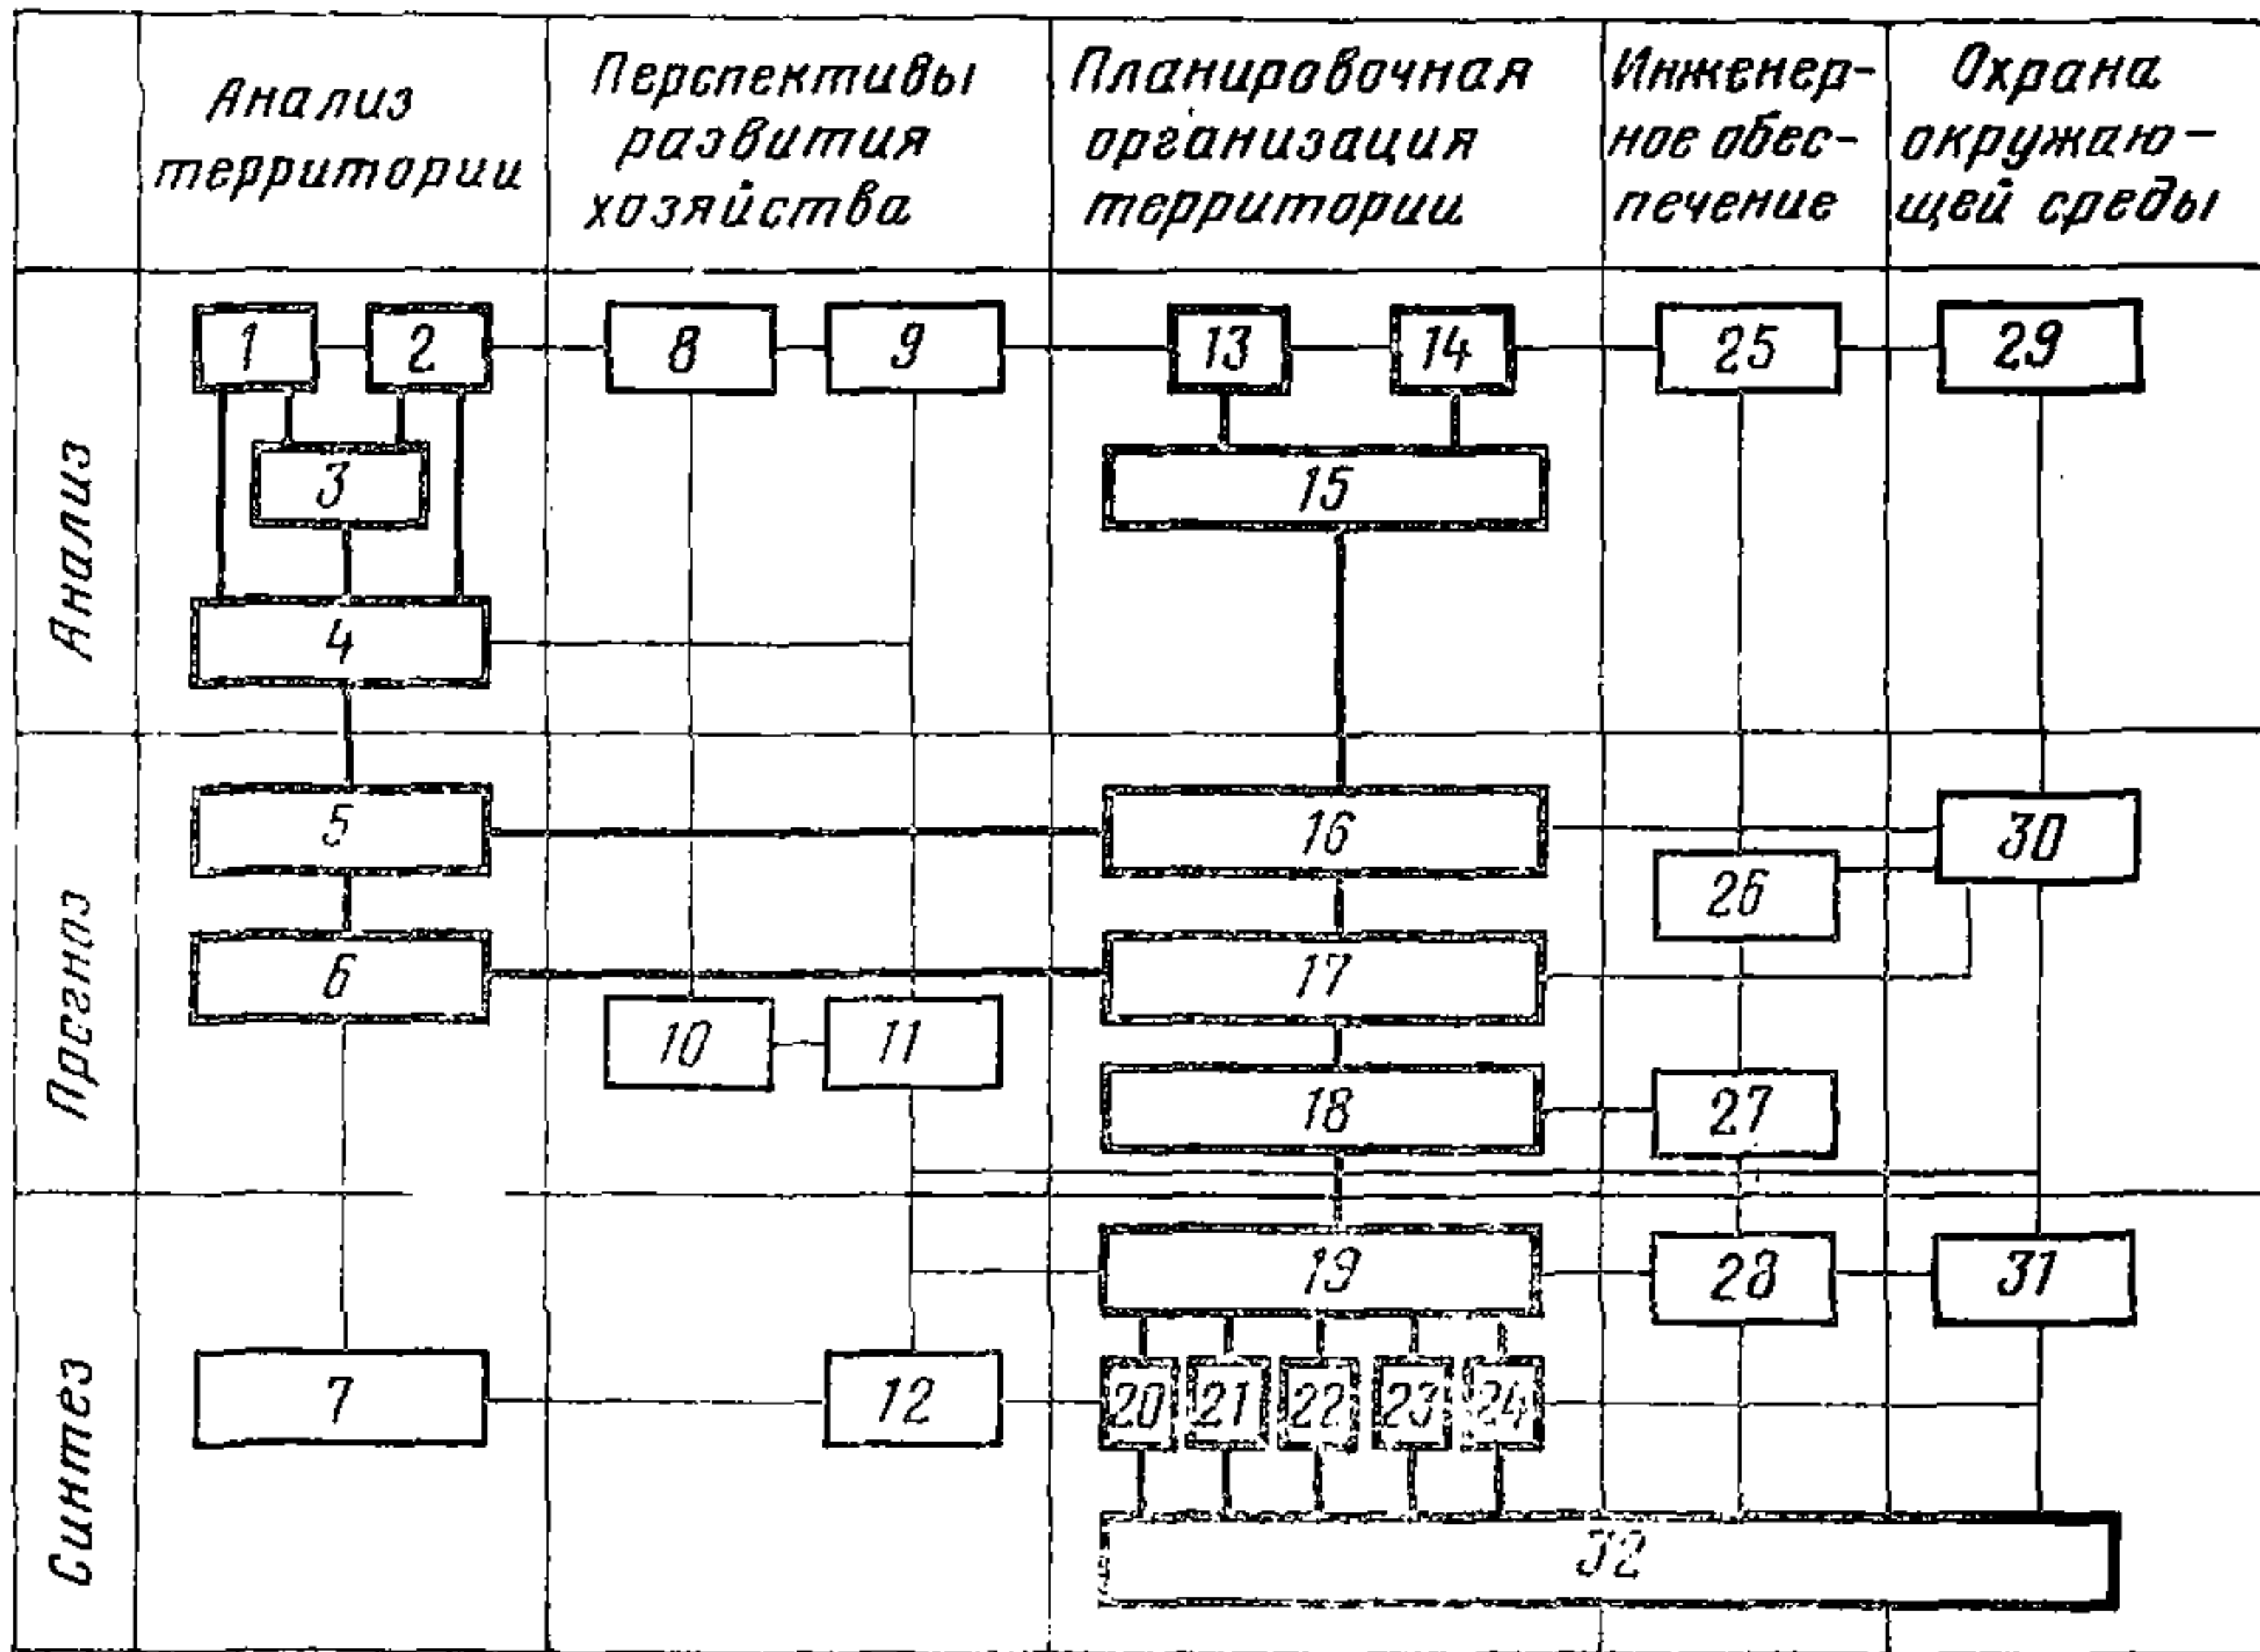 Анализ
территории
Перспективы
развития
хозяйства
Планировочная
организация
территории
Инженер-
ное обес-
печение
Охрана
окружаю-
щей среды
Анализ
1 2 8 9 13 14 25 29
3 15
4
Прогноз
5 16 30
26
6 17
10 11
18 27
Синтез
19 28 31
7 12 20 21 22 23 24
32